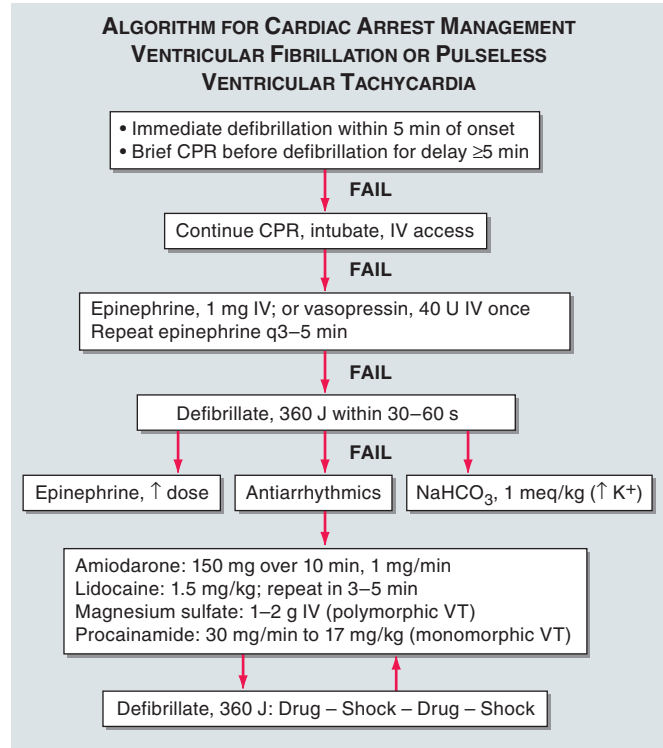 ALGORITHM FOR CARDIAC ARREST MANAGEMENT
VENTRICULAR FIBRILLATION OR PULSELESS
VENTRICULAR TACHYCARDIA
• Immediate defibrillation within 5 min of onset
• Brief CPR before defibrillation for delay ≥5 min
FAIL
Continue CPR, intubate, IV access
FAIL
Epinephrine, 1 mg IV; or vasopressin, 40 U IV once
Repeat epinephrine q3–5 min
FAIL
Defibrillate, 360 J within 30–60 s
FAIL
Epinephrine, ↑ dose
Antiarrhythmics
NaHCO₃, 1 meq/kg (↑ K⁺)
Amiodarone: 150 mg over 10 min, 1 mg/min
Lidocaine: 1.5 mg/kg; repeat in 3–5 min
Magnesium sulfate: 1–2 g IV (polymorphic VT)
Procainamide: 30 mg/min to 17 mg/kg (monomorphic VT)
Defibrillate, 360 J: Drug – Shock – Drug – Shock